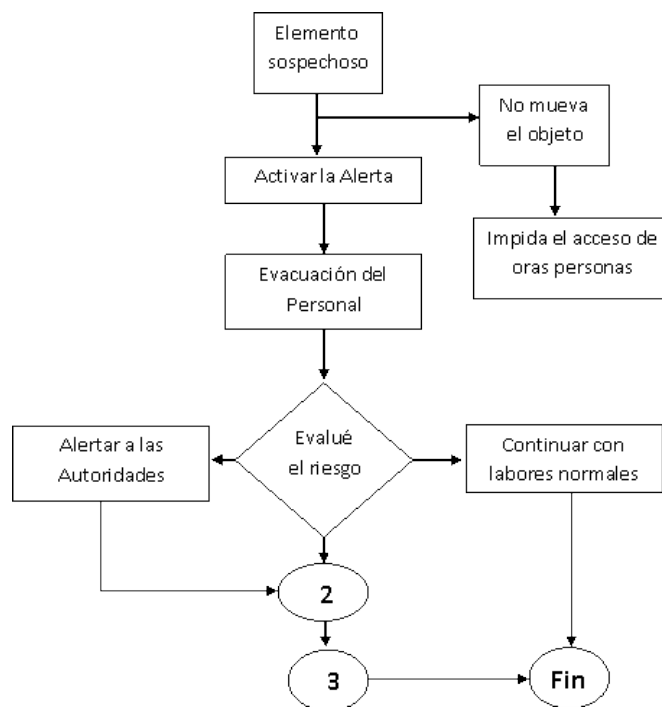 Elemento
sospechoso
No mueva
el objeto
Activar la Alerta
Impida el acceso de
oras personas
Evacuación del
Personal
Evalué
el riesgo
Alertar a las
Autoridades
Continuar con
labores normales
2
3
Fin